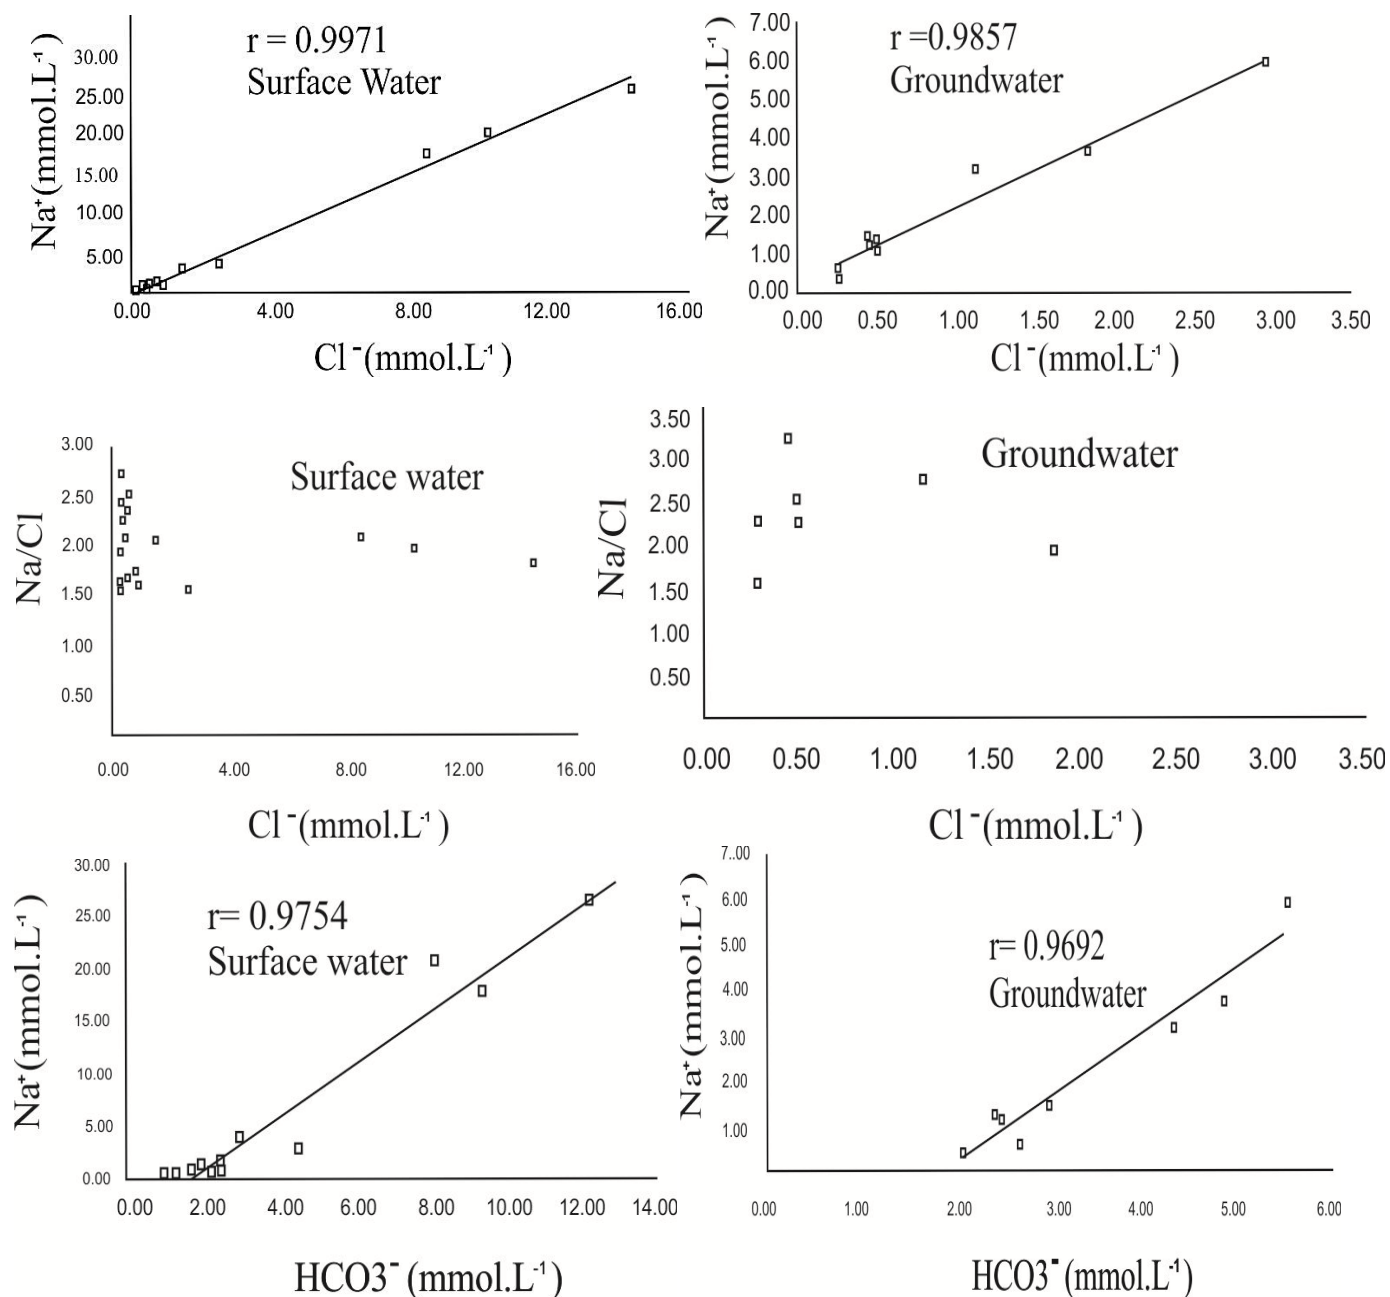 r = 0.9971
Surface Water
Na+(mmol.L-1)
30.00
25.00
20.00
15.00
10.00
5.00
0.00 4.00 8.00 12.00 16.00
Cl -(mmol.L-1 )
r =0.9857
Groundwater
Na+(mmol.L-1)
7.00
6.00
5.00
4.00
3.00
2.00
1.00
0.00
0.00 0.50 1.00 1.50 2.00 2.50 3.00 3.50
Cl -(mmol.L-1 )
Surface water
Na/Cl
3.00
2.50
2.00
1.50
1.00
0.50
0.00 4.00 8.00 12.00 16.00
Cl -(mmol.L-1 )
Groundwater
Na/Cl
3.50
3.00
2.50
2.00
1.50
1.00
0.50
0.00 0.50 1.00 1.50 2.00 2.50 3.00 3.50
Cl -(mmol.L-1 )
r= 0.9754
Surface water
Na+(mmol.L-1 )
30.00
25.00
20.00
15.00
10.00
5.00
0.00
0.00 2.00 4.00 6.00 8.00 10.00 12.00 14.00
HCO3- (mmol.L-1)
r= 0.9692
Groundwater
Na+(mmol.L-1 )
7..00
6.00
5.00
4.00
3.00
2.00
1.00
0.00 1.00 2.00 3.00 4.00 5.00 6.00
HCO3- (mmol.L-1)